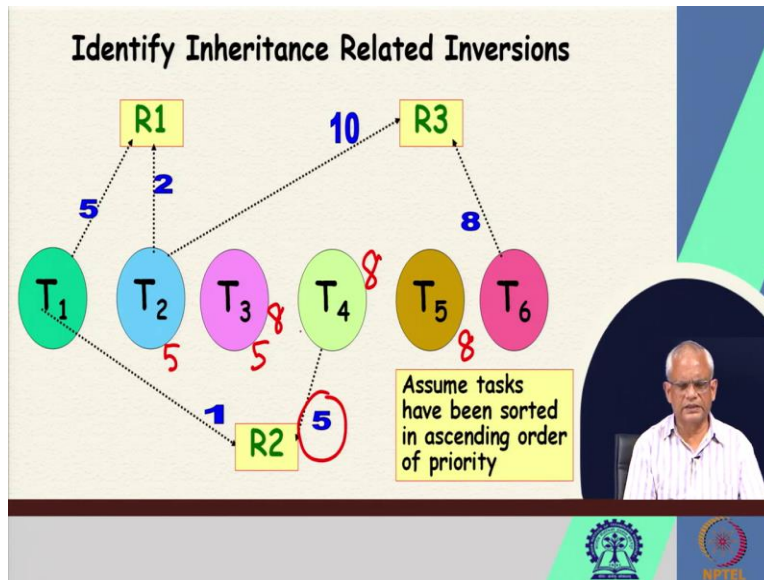 Identify Inheritance Related Inversions
R1
10
R3
5
2
8
T1
T2
T3
T4
T5
T6
8
8
5
5
8
1
5
R2
Assume tasks
have been sorted
in ascending order
of priority
NPTEL